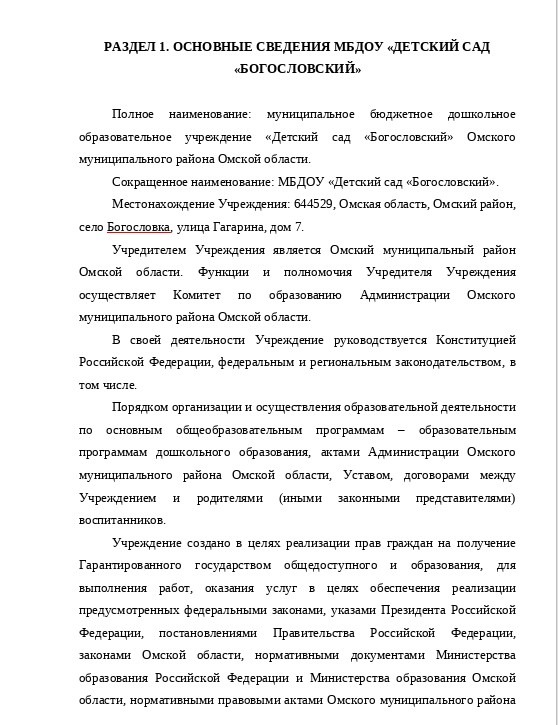 РАЗДЕЛ 1. ОСНОВНЫЕ СВЕДЕНИЯ МБДОУ «ДЕТСКИЙ САД
«БОГОСЛОВСКИЙ»
Полное наименование: муниципальное бюджетное дошкольное
образовательное учреждение «Детский сад «Богословский» Омского
муниципального района Омской области.
Сокращенное наименование: МБДОУ «Детский сад «Богословский».
Местонахождение Учреждения: 644529, Омская область, Омский район,
село Богословка, улица Гагарина, дом 7.
Учредителем Учреждения является Омский муниципальный район
Омской области. Функции и полномочия Учредителя Учреждения
осуществляет Комитет по образованию Администрации Омского
муниципального района Омской области.
В своей деятельности Учреждение руководствуется Конституцией
Российской Федерации, федеральным и региональным законодательством, в
том числе.
Порядком организации и осуществления образовательной деятельности
по основным общеобразовательным программам – образовательным
программам дошкольного образования, актами Администрации Омского
муниципального района Омской области, Уставом, договорами между
Учреждением и родителями (иными законными представителями)
воспитанников.
Учреждение создано в целях реализации прав граждан на получение
Гарантированного государством общедоступного и образования, для
выполнения работ, оказания услуг в целях обеспечения реализации
предусмотренных федеральными законами, указами Президента Российской
Федерации, постановлениями Правительства Российской Федерации,
законами Омской области, нормативными документами Министерства
образования Российской Федерации и Министерства образования Омской
области, нормативными правовыми актами Омского муниципального района